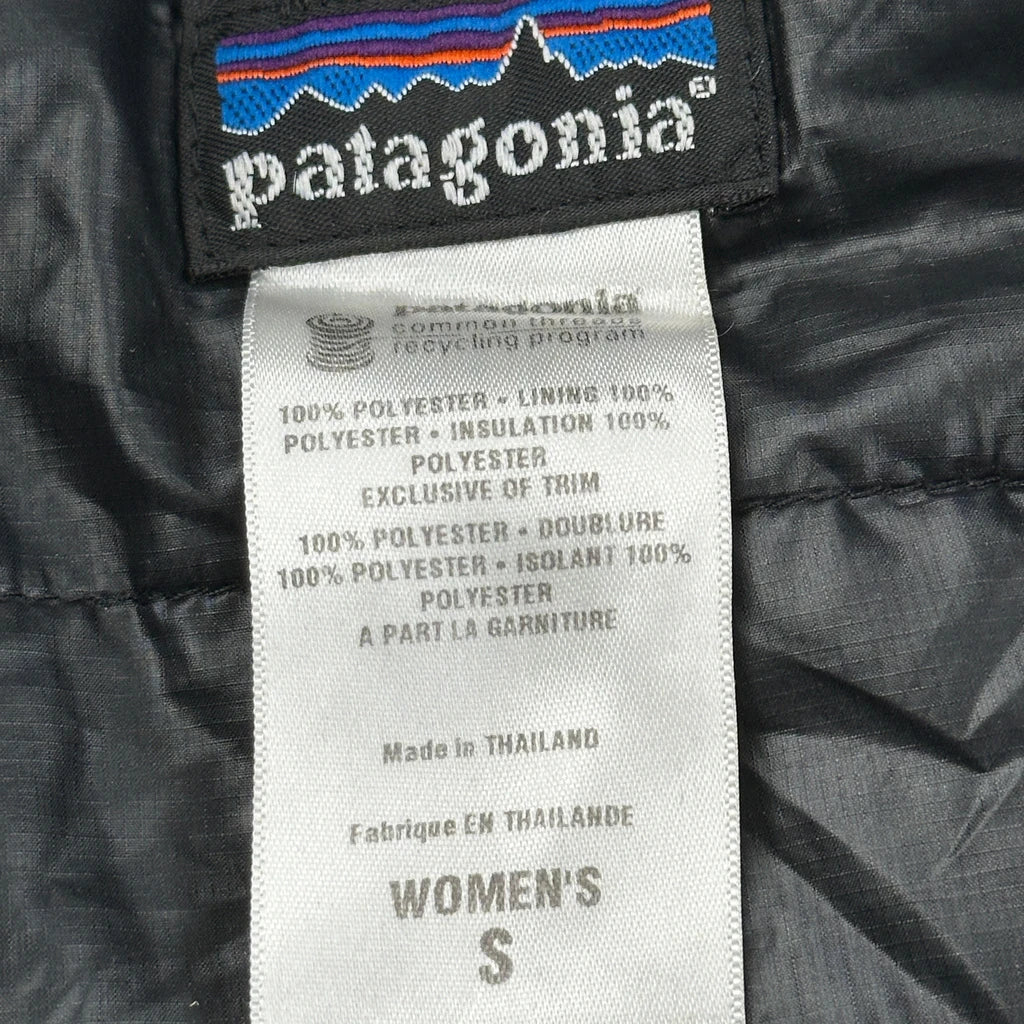 patagonia®
patagonia®
common threads
recycling program
100% POLYESTER • LINING 100%
POLYESTER • INSULATION 100%
POLYESTER
EXCLUSIVE OF TRIM
100% POLYESTER • DOUBLURE
100% POLYESTER • ISOLANT 100%
POLYESTER
A PART LA GARNITURE
Made in THAILAND
Fabrique EN THAILANDE
WOMEN'S
S